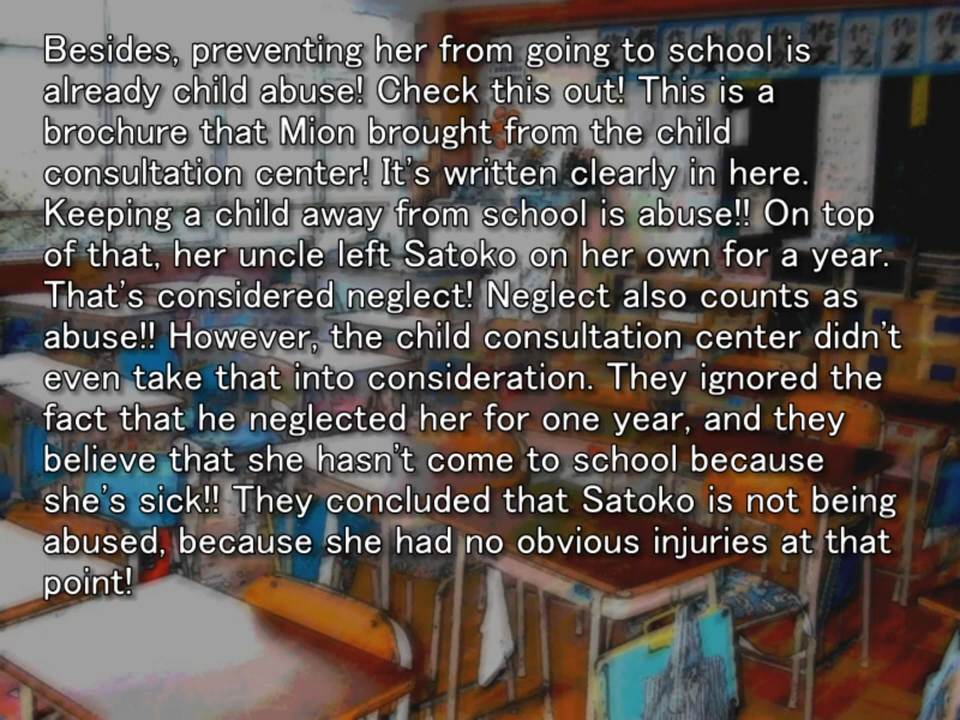 Besides, preventing her from going to school is
already child abuse! Check this out! This is a
brochure that Mion brought from the child
consultation center! It's written clearly in here.
Keeping a child away from school is abuse!! On top
of that, her uncle left Satoko on her own for a year.
That's considered neglect! Neglect also counts as
abuse!! However, the child consultation center didn't
even take that into consideration. They ignored the
fact that he neglected her for one year, and they
believe that she hasn't come to school because
she's sick!! They concluded that Satoko is not being
abused, because she had no obvious injuries at that
point!